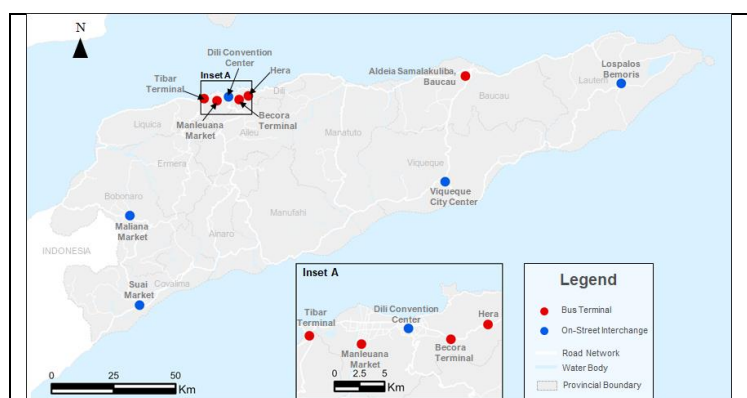 N
Dili Convention
Center
Inset A
Hera
Tibar
Terminal
Manleuana
Market
Becora
Terminal
Dili
Aldeia Samalakuliba,
Baucau
Baucau
Lospalos
Bemoris
Lautem
Liquica
Aileu
Manatuto
Ermera
Viqueque
Viqueque
City Center
Bobonaro
Maliana
Market
Manufahi
Ainaro
INDONESIA
Suai
Market
Covalima
0 25 50
Km
Inset A
Tibar
Terminal
Dili Convention
Center
Hera
Manleuana
Market
Becora
Terminal
0 2.5 5
Km
Legend
Bus Terminal
On-Street Interchange
Road Network
Water Body
Provincial Boundary